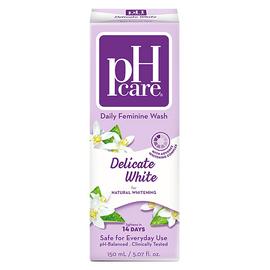 pH
pH
care®
Daily Feminine Wash
Delicate
White
for
NATURAL WHITENING
14 DAYS
Safe for Everyday Use
pH-Balanced . Clinically Tested
150 mL / 5.07 fl. oz.